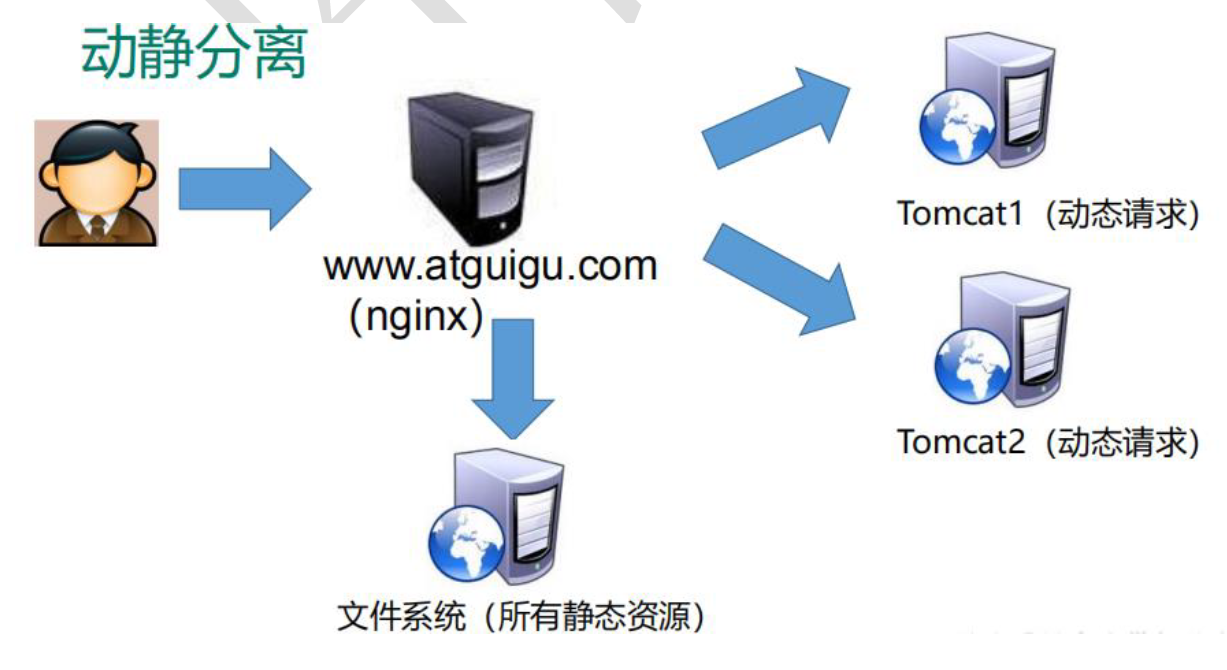 动静分离
www.atguigu.com
（nginx）
Tomcat1（动态请求）
Tomcat2（动态请求）
文件系统（所有静态资源）